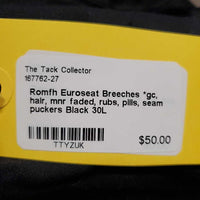 The Tack Collector
167762-27
Romfh Euroseat Breeches *gc,
hair, mnr faded, rubs, pills, seam
puckers Black 30L
$50.00
TTYZUK